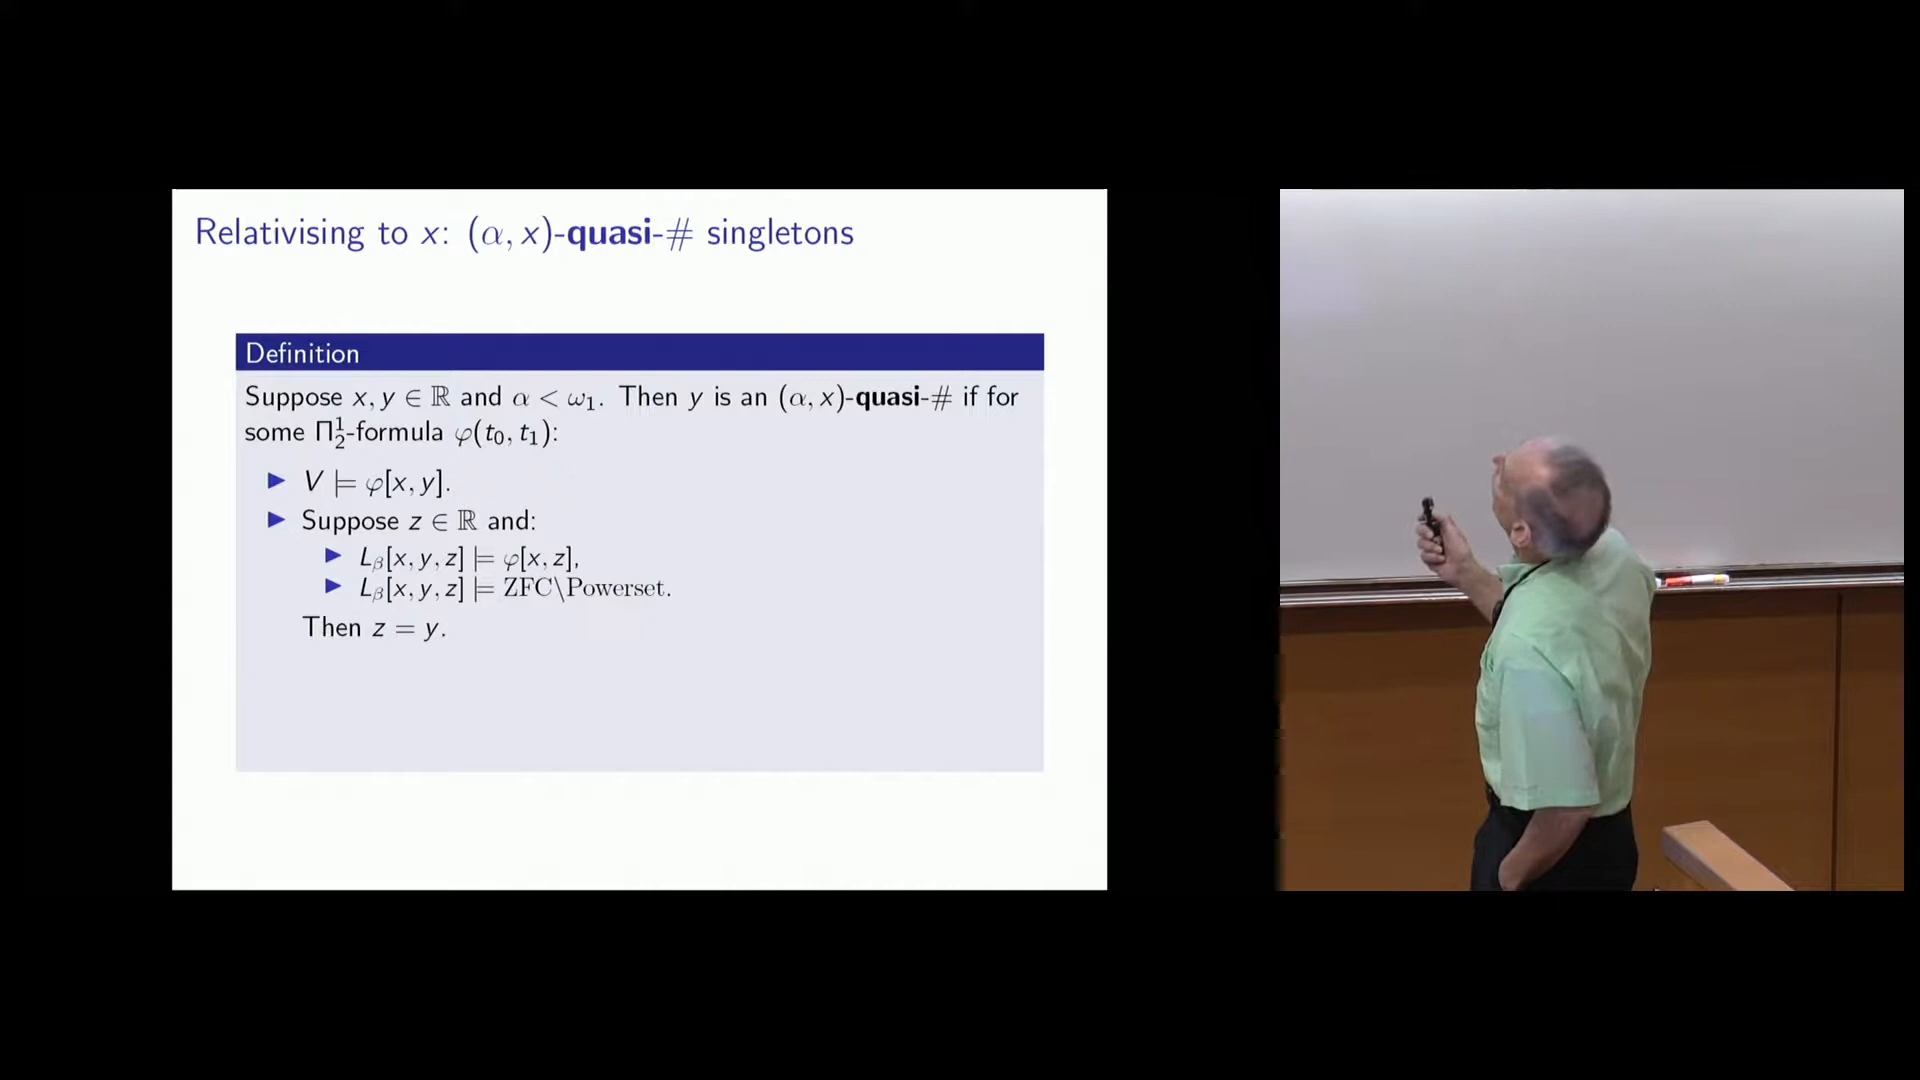 Relativising to x: (α, x)-quasi-# singletons
Definition
Suppose x, y ∈ ℝ and α < ω₁. Then y is an (α, x)-quasi-# if for
some Π¹₂-formula φ(t₀, t₁):
▶ V ⊨ φ[x, y].
▶ Suppose z ∈ ℝ and:
▶ L_β[x, y, z] ⊨ φ[x, z],
▶ L_β[x, y, z] ⊨ ZFC\Powerset.
Then z = y.